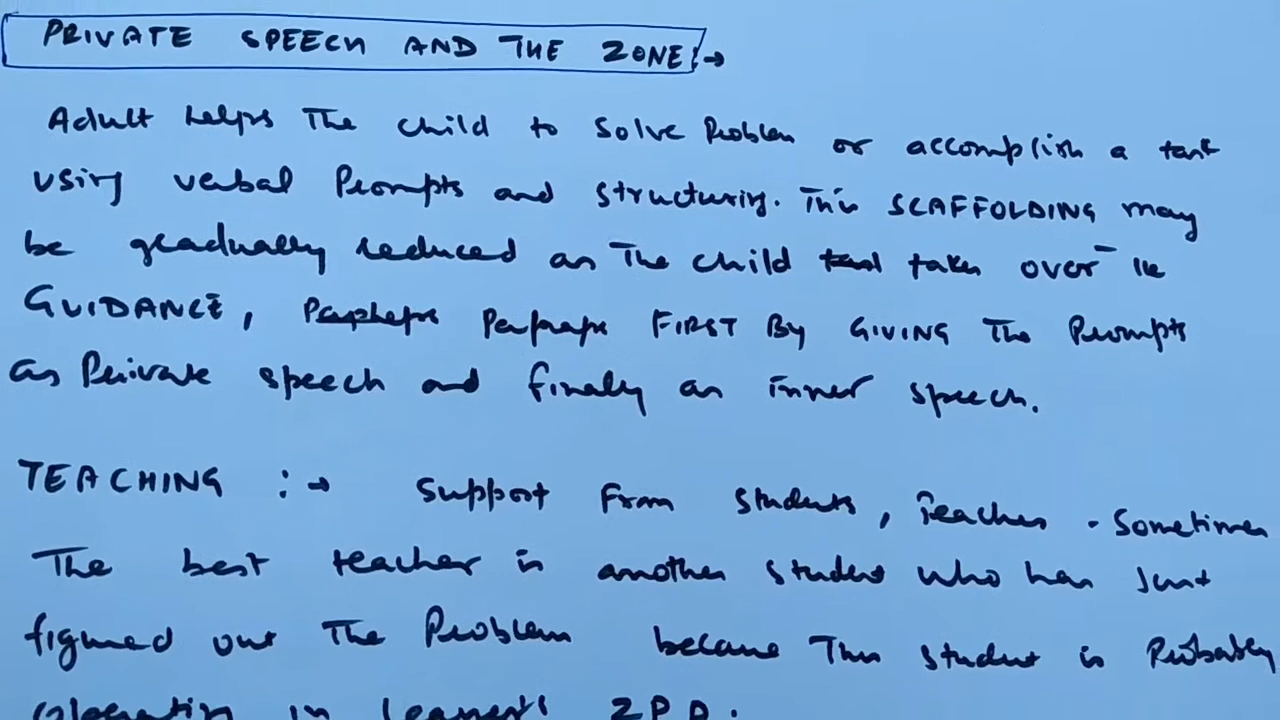 PRIVATE SPEECH AND THE ZONE:→
Adult helps The child to solve Problem or accomplish a task
using verbal Prompts and structuring. This SCAFFOLDING may
be gradually reduced as The child takes over the
GUIDANCE, Perhaps FIRST BY GIVING The Prompts
as Private speech and finally as inner speech.
TEACHING :→ Support From Students, Teacher - Sometimes
The best teacher is another student who has just
figured out The Problem because This student is Probably
operating in learner's ZPD.